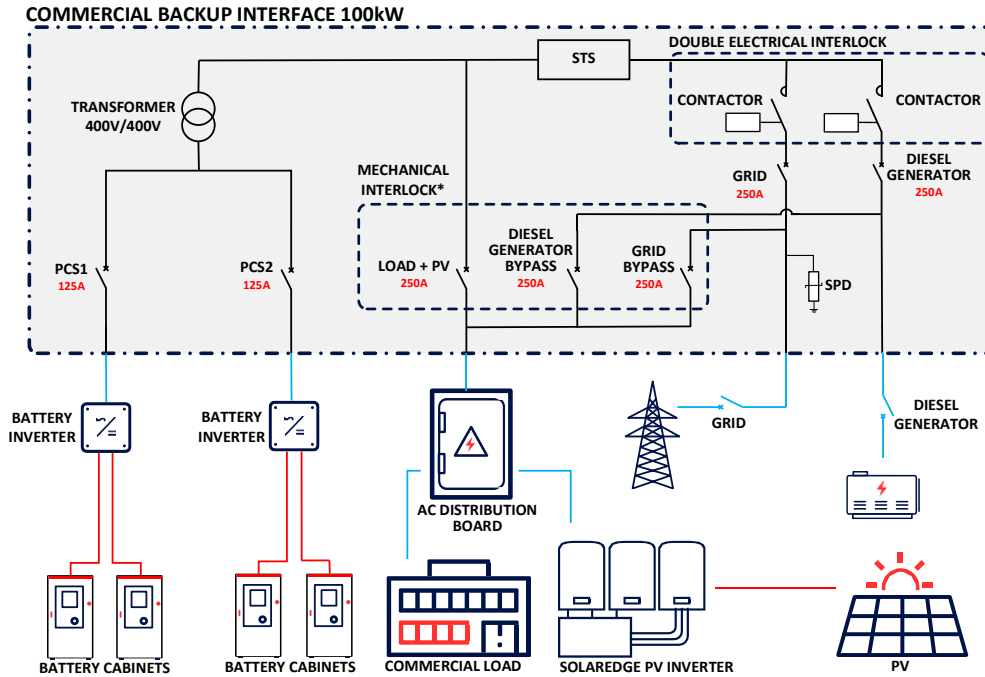 COMMERCIAL BACKUP INTERFACE 100kW
DOUBLE ELECTRICAL INTERLOCK
STS
TRANSFORMER
400V/400V
CONTACTOR
CONTACTOR
MECHANICAL
INTERLOCK*
GRID
250A
DIESEL
GENERATOR
250A
PCS1
125A
PCS2
125A
LOAD + PV
250A
DIESEL
GENERATOR
BYPASS
250A
GRID
BYPASS
250A
SPD
BATTERY
INVERTER
BATTERY
INVERTER
GRID
DIESEL
GENERATOR
AC DISTRIBUTION
BOARD
BATTERY CABINETS
BATTERY CABINETS
COMMERCIAL LOAD
SOLAREDGE PV INVERTER
PV